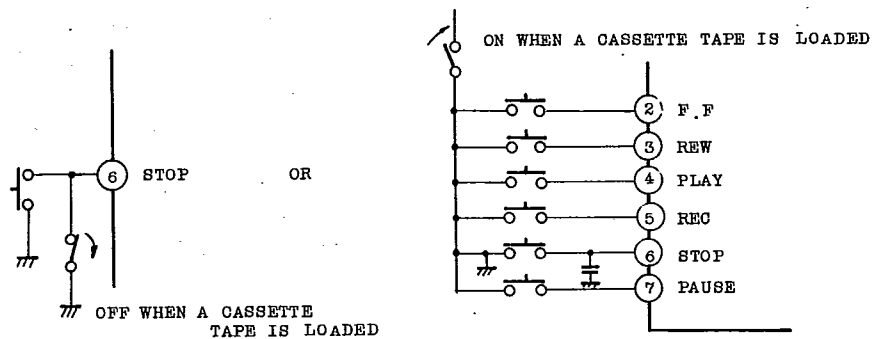 6 STOP OR
OFF WHEN A CASSETTE
TAPE IS LOADED
ON WHEN A CASSETTE TAPE IS LOADED
2 F.F
3 REW
4 PLAY
5 REC
6 STOP
7 PAUSE